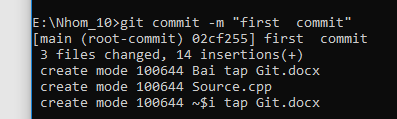 E:\Nhom_10>git commit -m "first  commit"
[main (root-commit) 02cf255] first  commit
 3 files changed, 14 insertions(+)
 create mode 100644 Bai tap Git.docx
 create mode 100644 Source.cpp
 create mode 100644 ~$i tap Git.docx